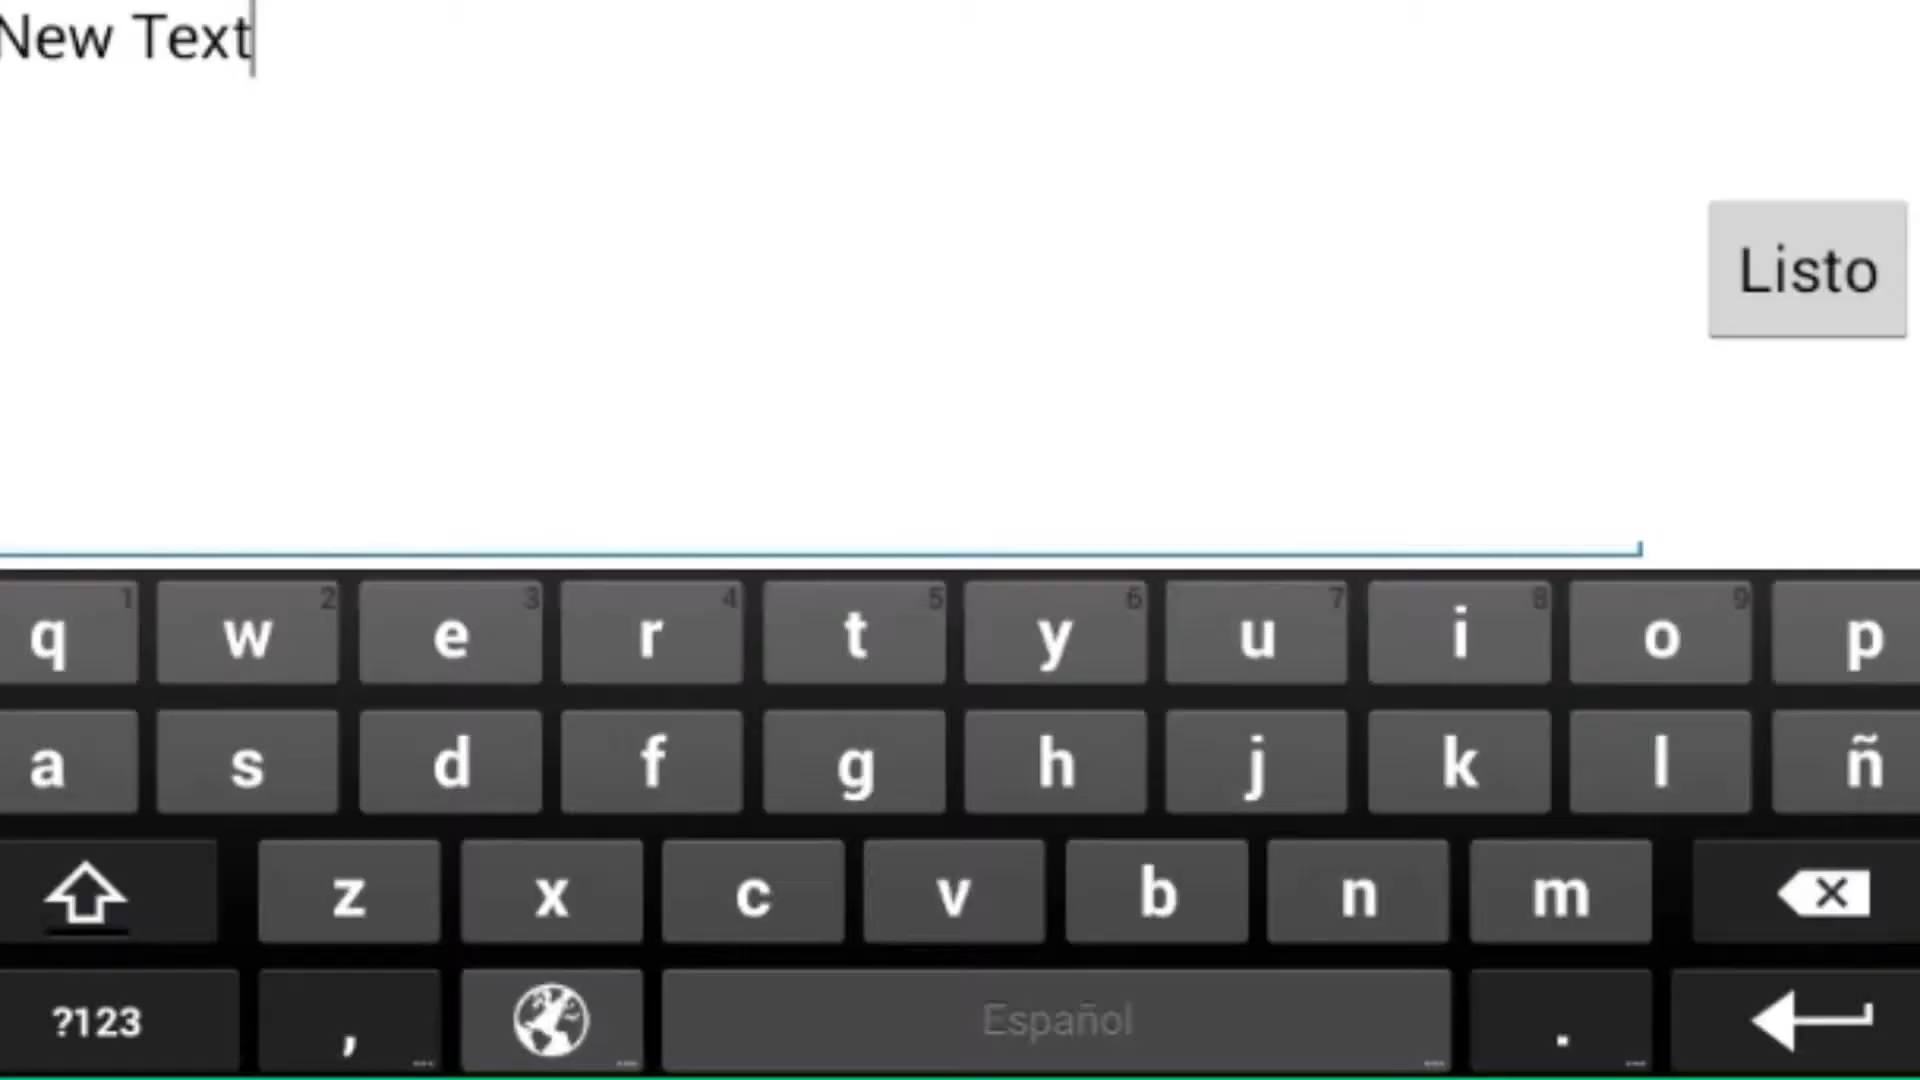 New Text
Listo
q 1 w 2 e 3 r 4 t 5 y 6 u 7 i 8 o 9 p
a s d f g h j k l ñ
z x c v b n m
?123 , Español .